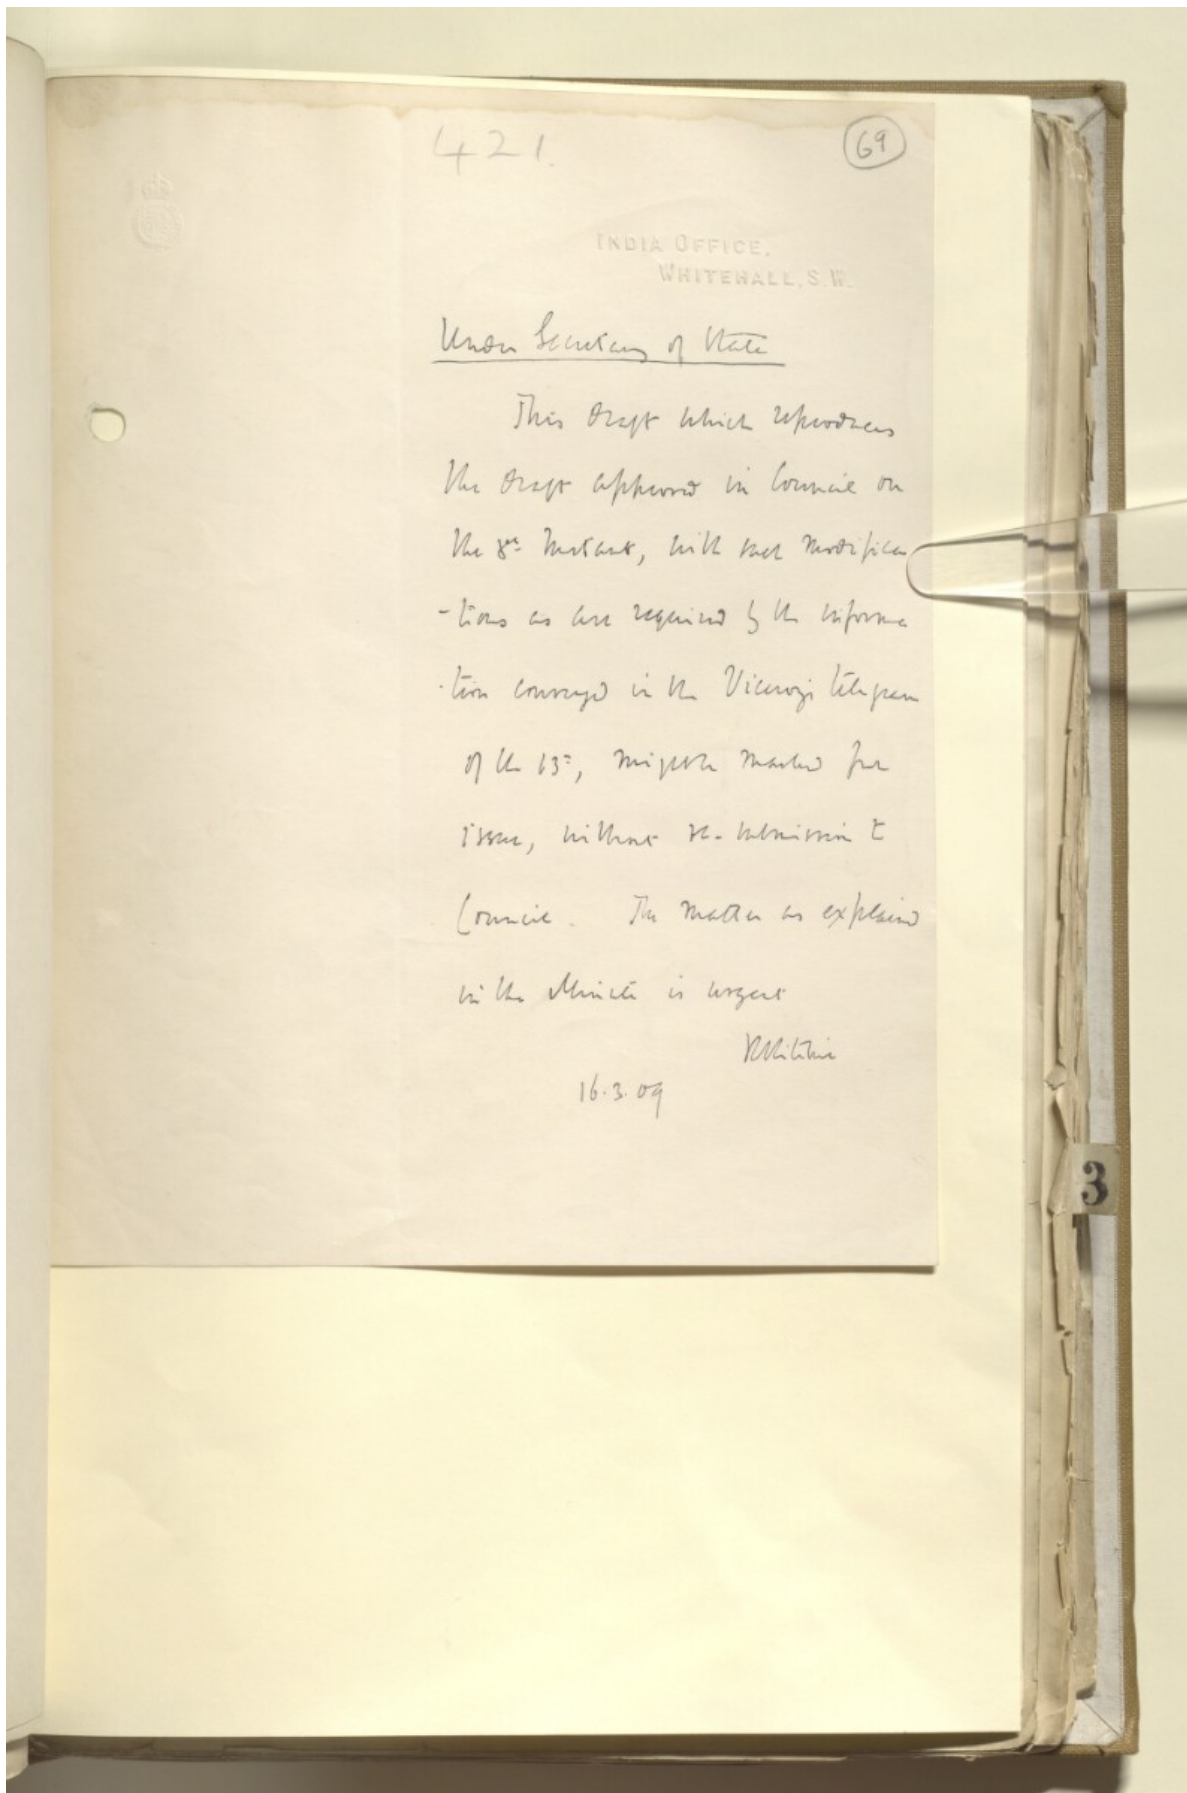 421.
69
INDIA OFFICE,
WHITEHALL, S.W.
Under Secretary of State
This draft which reproduces
the draft approved in Council on
the Instant, with such modifica
-tions as are required by the informa
-tion conveyed in the Viceroy's telegram
of the 13th, might be marked for
issue, without re-submission to
Council. The matter as explained
in the Minute is urgent
RRitchie
16.3.09
3